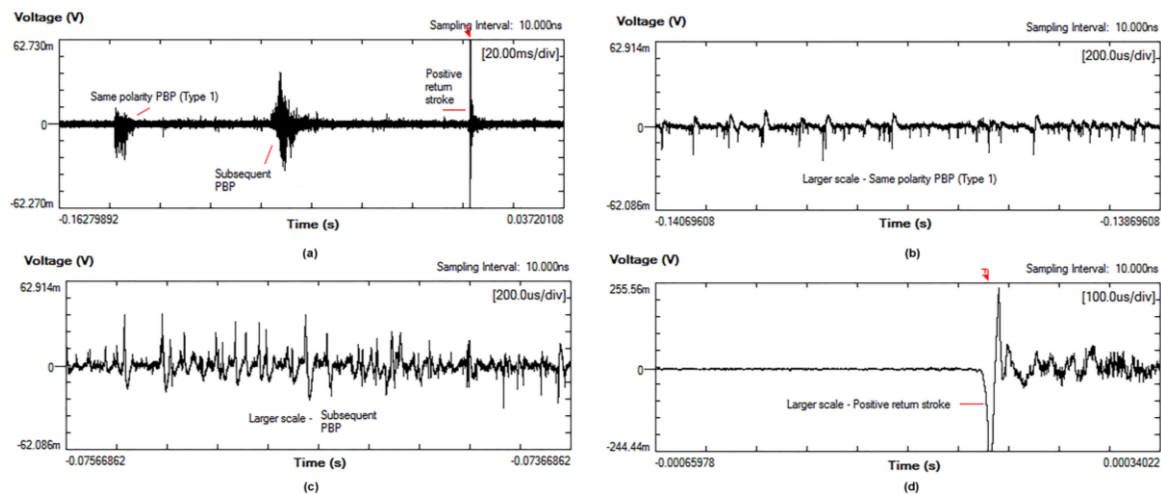 Voltage (V)
Sampling Interval: 10.000ns
62.730m
[20.00ms/div]
Same polarity PBP (Type 1)
Positive
return
stroke
0
Subsequent
PBP
-62.270m
-0.16279892
Time (s)
0.03720108
(a)
Voltage (V)
Sampling Interval: 10.000ns
62.914m
[200.0us/div]
0
Larger scale - Same polarity PBP (Type 1)
-62.086m
-0.14069608
Time (s)
-0.13869608
(b)
Voltage (V)
Sampling Interval: 10.000ns
62.914m
[200.0us/div]
0
Larger scale - Subsequent
PBP
-62.086m
-0.07566862
Time (s)
-0.07366862
(c)
Voltage (V)
Sampling Interval: 10.000ns
255.56m
[100.0us/div]
0
Larger scale - Positive return stroke
-244.44m
-0.00065978
Time (s)
0.00034022
(d)